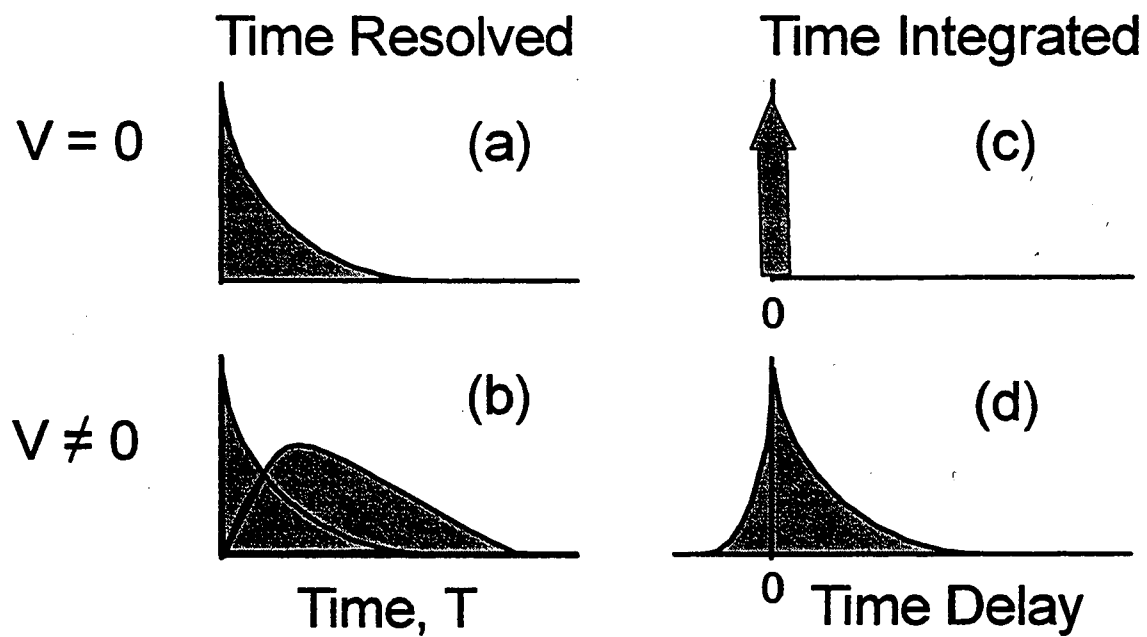 Time Resolved Time Integrated
V = 0 (a) (c)
0
V ≠ 0 (b) (d)
0
Time, T Time Delay